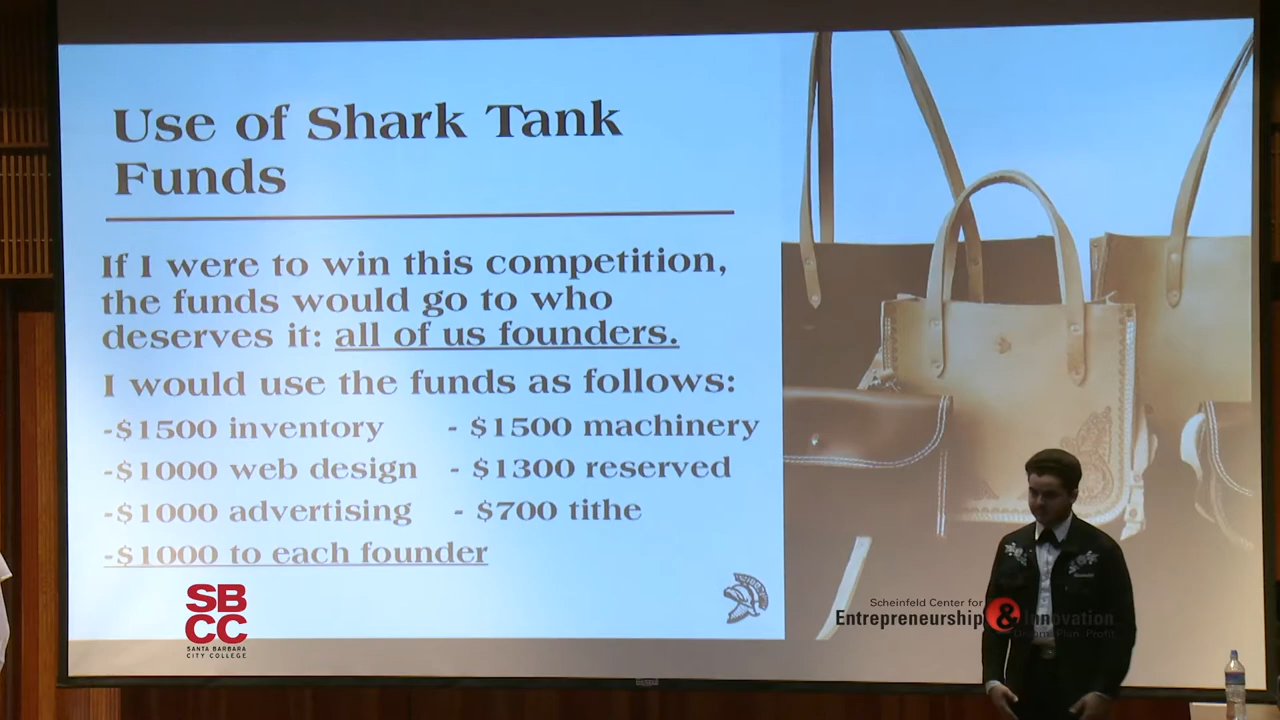 Use of Shark Tank
Funds
If I were to win this competition,
the funds would go to who
deserves it: all of us founders.
I would use the funds as follows:
-$1500 inventory - $1500 machinery
-$1000 web design - $1300 reserved
-$1000 advertising - $700 tithe
-$1000 to each founder
SB
CC
SANTA BARBARA
CITY COLLEGE
Scheinfeld Center for
Entrepreneurship & Innovation
Dream. Plan. Profit.